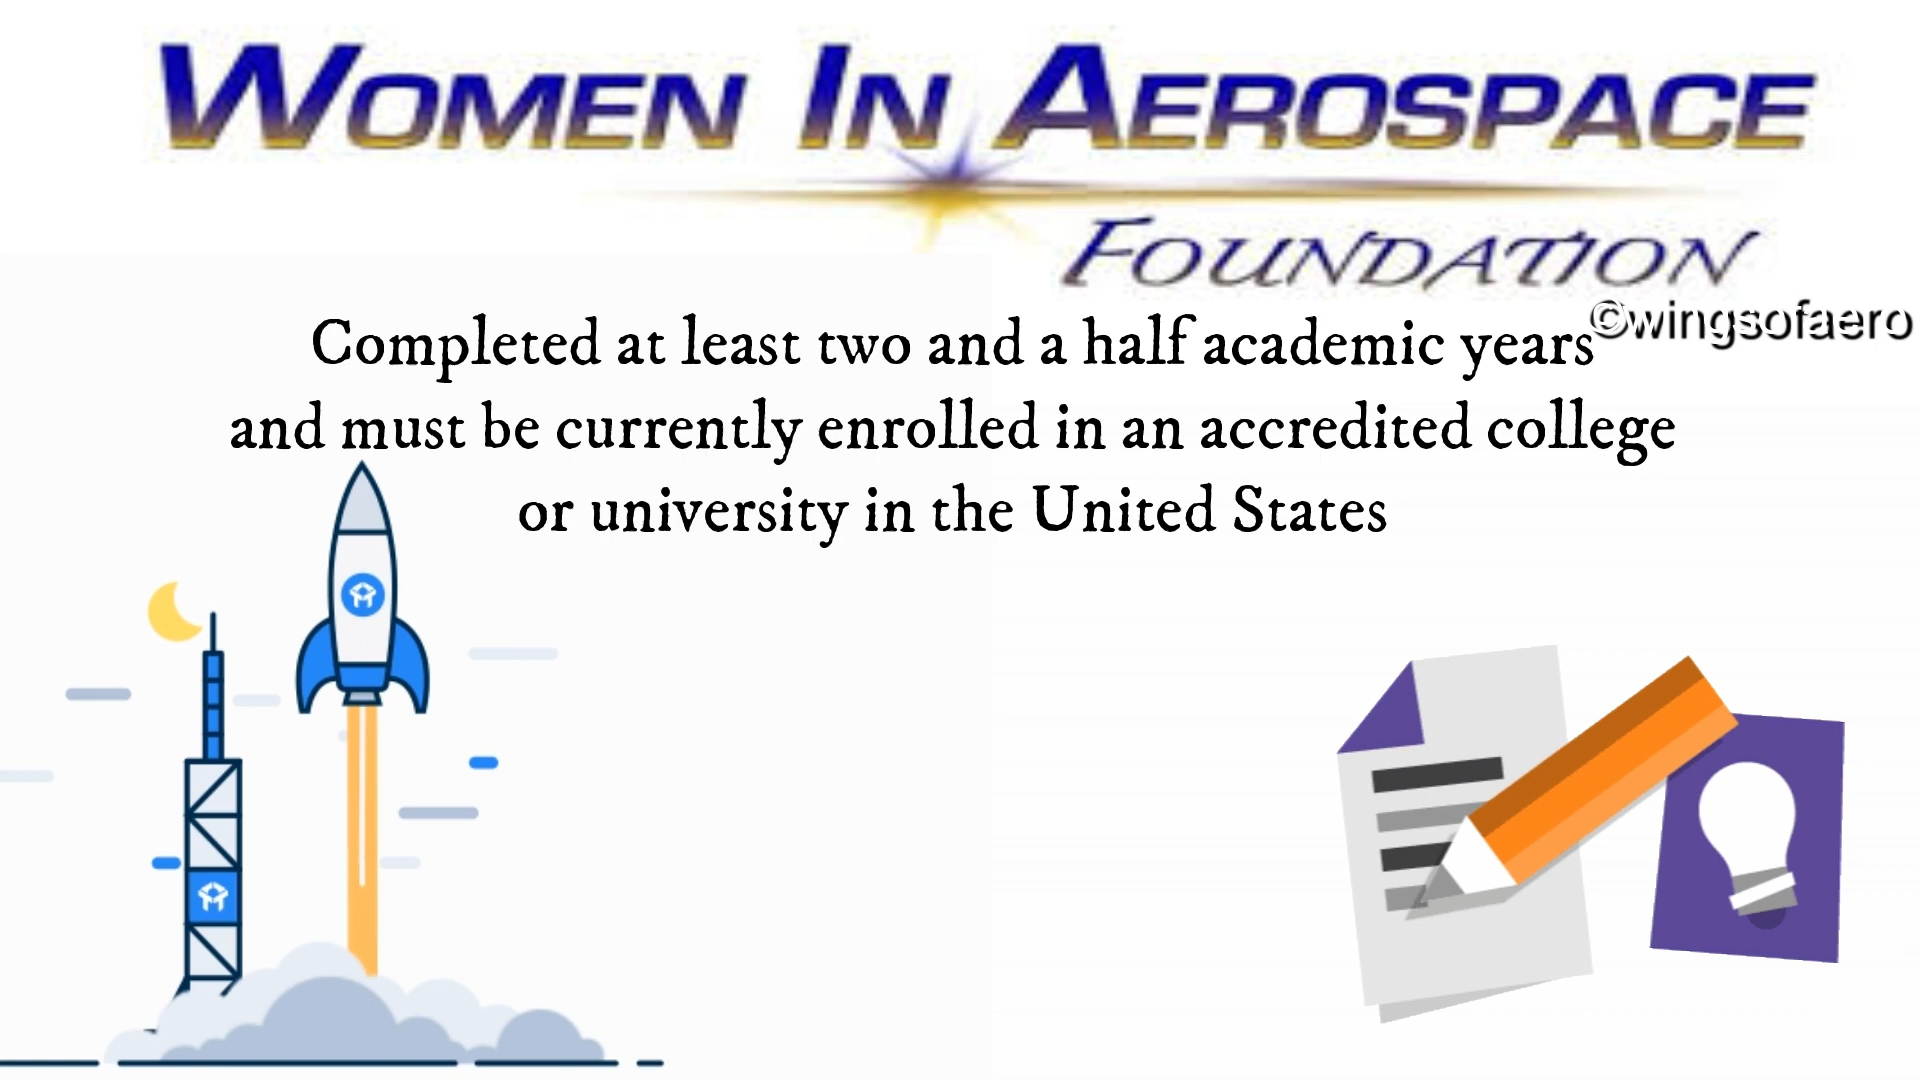 WOMEN IN AEROSPACE
FOUNDATION
©wingsofaero
Completed at least two and a half academic years
and must be currently enrolled in an accredited college
or university in the United States